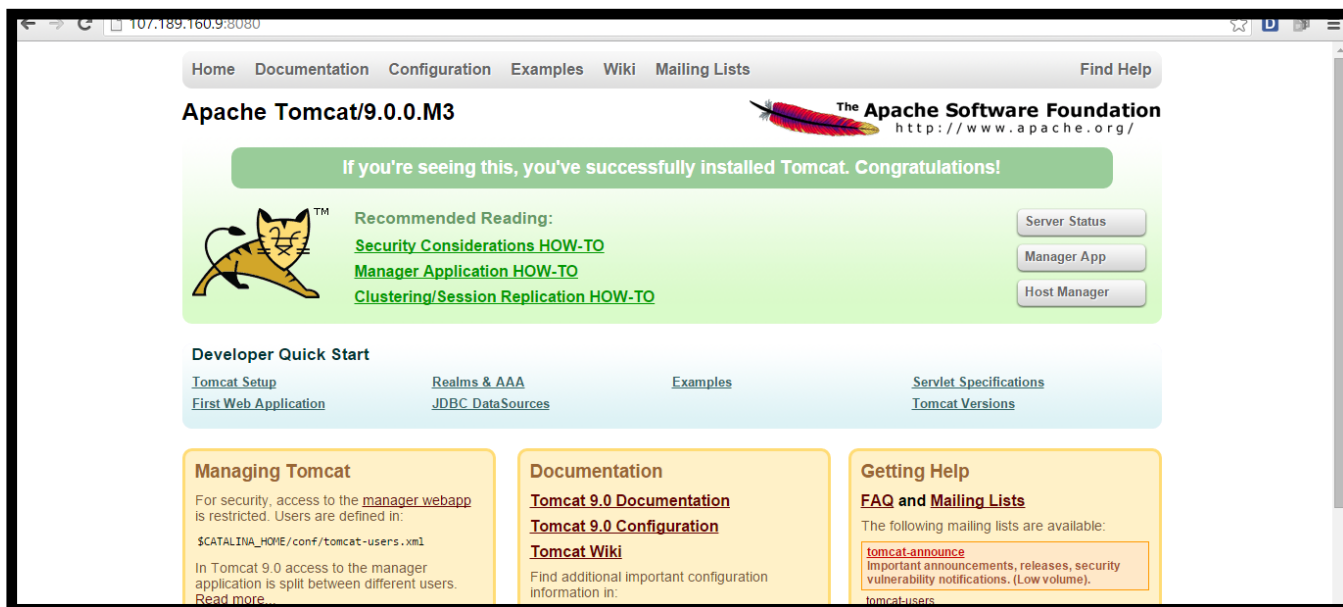 107.189.160.9:8080
Home Documentation Configuration Examples Wiki Mailing Lists Find Help
Apache Tomcat/9.0.0.M3
The Apache Software Foundation
http://www.apache.org/
If you're seeing this, you've successfully installed Tomcat. Congratulations!
TM
Recommended Reading:
Security Considerations HOW-TO
Manager Application HOW-TO
Clustering/Session Replication HOW-TO
Server Status
Manager App
Host Manager
Developer Quick Start
Tomcat Setup
First Web Application
Realms & AAA
JDBC DataSources
Examples
Servlet Specifications
Tomcat Versions
Managing Tomcat
For security, access to the manager webapp
is restricted. Users are defined in:
$CATALINA_HOME/conf/tomcat-users.xml
In Tomcat 9.0 access to the manager
application is split between different users.
Read more...
Documentation
Tomcat 9.0 Documentation
Tomcat 9.0 Configuration
Tomcat Wiki
Find additional important configuration
information in:
Getting Help
FAQ and Mailing Lists
The following mailing lists are available:
tomcat-announce
Important announcements, releases, security
vulnerability notifications. (Low volume).
tomcat-users